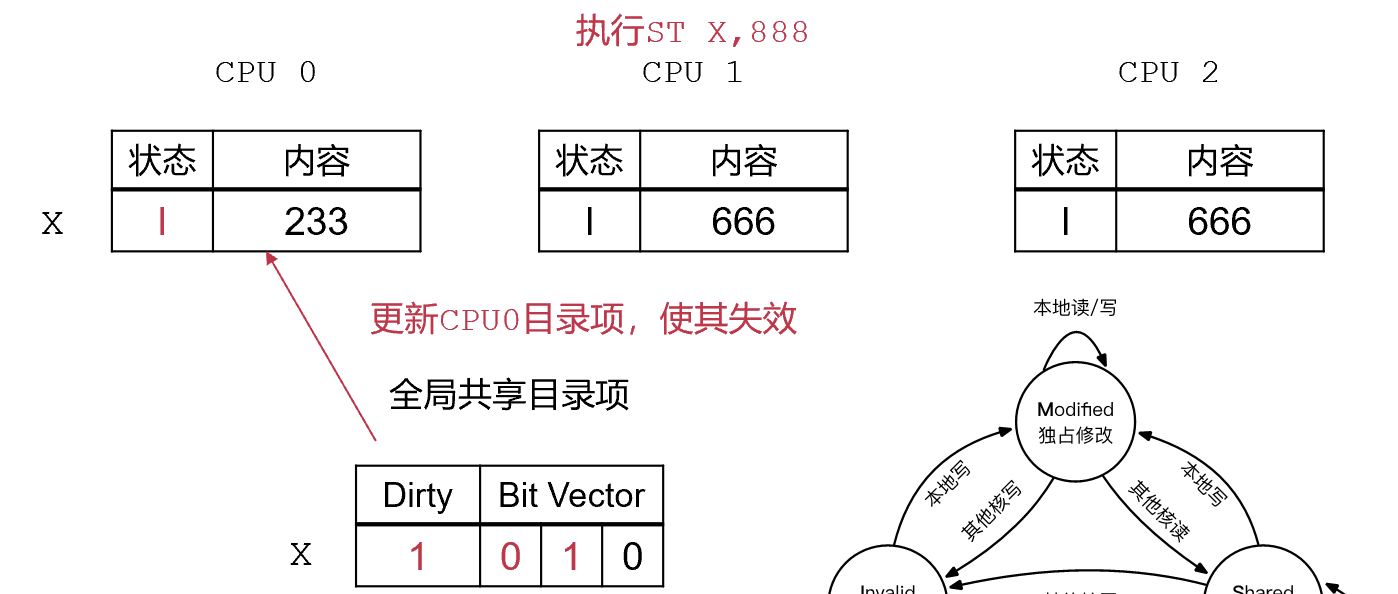 执行ST X,888
CPU 0
CPU 1
CPU 2
状态 内容
状态 内容
状态 内容
X
I 233
I 666
I 666
更新CPU0目录项，使其失效
全局共享目录项
Dirty Bit Vector
X
1 0 1 0
本地读/写
Modified
独占修改
本地写
其他核写
其他核读
本地写
Invalid
Shared